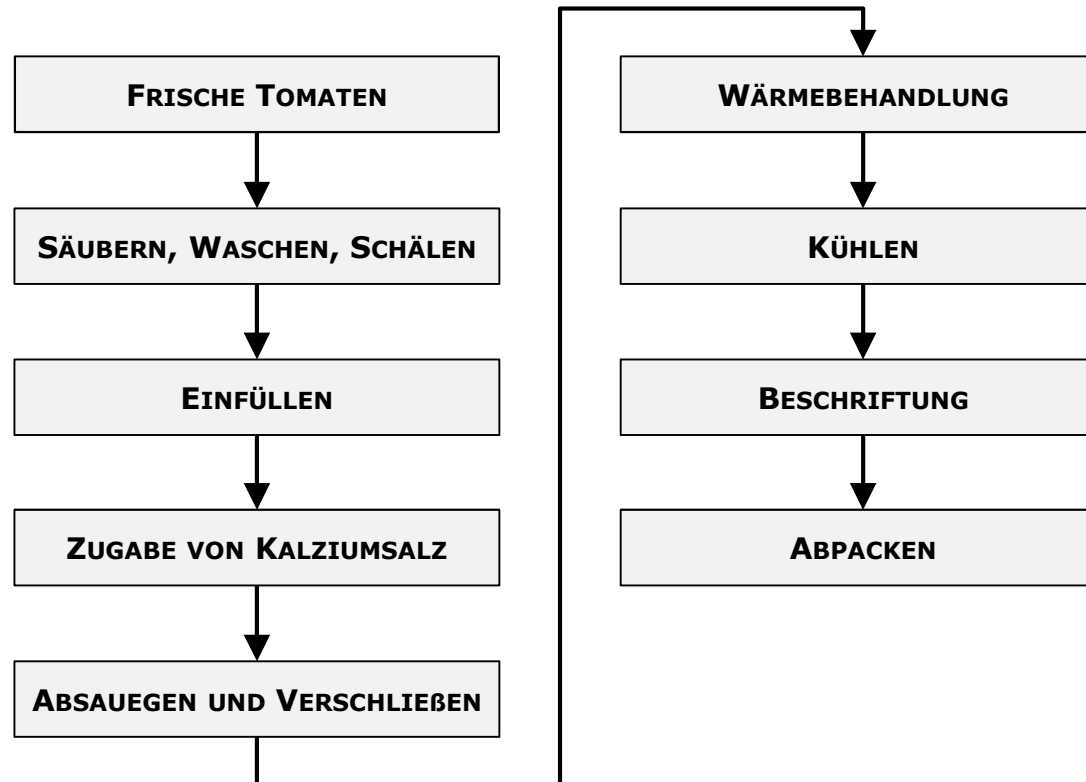 Frische Tomaten
Säubern, Waschen, Schälen
Einfüllen
Zugabe von Kalziumsalz
Absauegen und Verschließen
Wärmebehandlung
Kühlen
Beschriftung
Abpacken